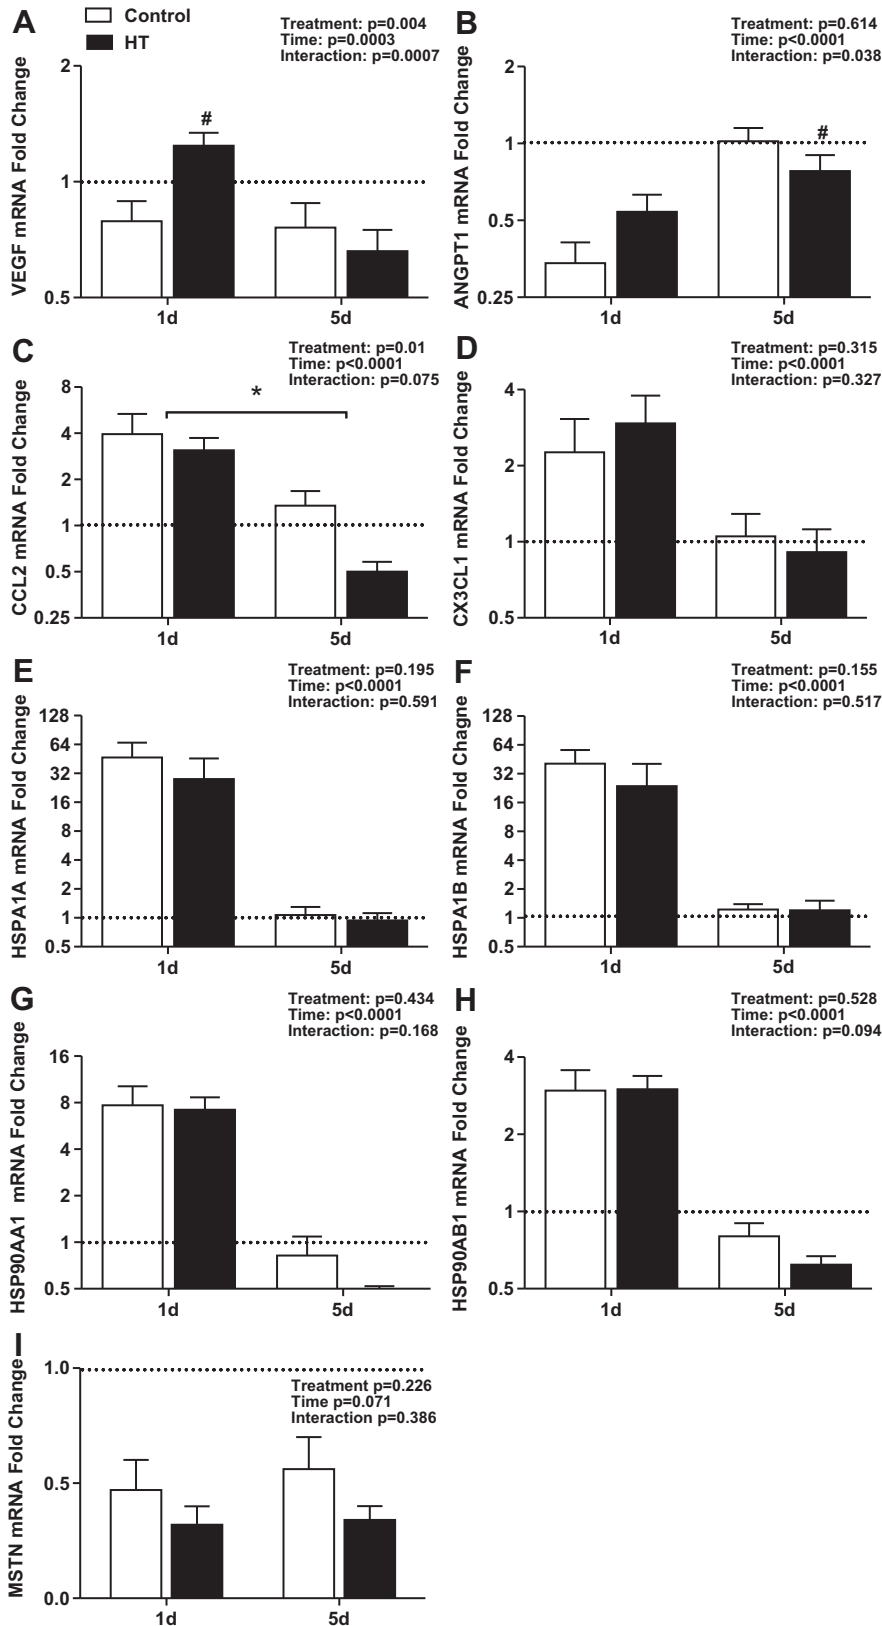 A
Control
HT
Treatment: p=0.004
Time: p=0.0003
Interaction: p=0.0007
VEGF mRNA Fold Change
2
1
0.5
#
1d
5d
B
Treatment: p=0.614
Time: p<0.0001
Interaction: p=0.038
ANGPT1 mRNA Fold Change
2
1
0.5
0.25
#
1d
5d
C
Treatment: p=0.01
Time: p<0.0001
Interaction: p=0.075
CCL2 mRNA Fold Change
8
4
2
1
0.5
0.25
*
1d
5d
D
Treatment: p=0.315
Time: p<0.0001
Interaction: p=0.327
CX3CL1 mRNA Fold Change
4
2
1
0.5
1d
5d
E
Treatment: p=0.195
Time: p<0.0001
Interaction: p=0.591
HSPA1A mRNA Fold Change
128
64
32
16
8
4
2
1
0.5
1d
5d
F
Treatment: p=0.155
Time: p<0.0001
Interaction: p=0.517
HSPA1B mRNA Fold Chagne
128
64
32
16
8
4
2
1
0.5
1d
5d
G
Treatment: p=0.434
Time: p<0.0001
Interaction: p=0.168
HSP90AA1 mRNA Fold Change
16
8
4
2
1
0.5
1d
5d
H
Treatment: p=0.528
Time: p<0.0001
Interaction: p=0.094
HSP90AB1 mRNA Fold Change
4
2
1
0.5
1d
5d
I
Treatment p=0.226
Time p=0.071
Interaction p=0.386
MSTN mRNA Fold Change
1.0
0.5
0.0
1d
5d